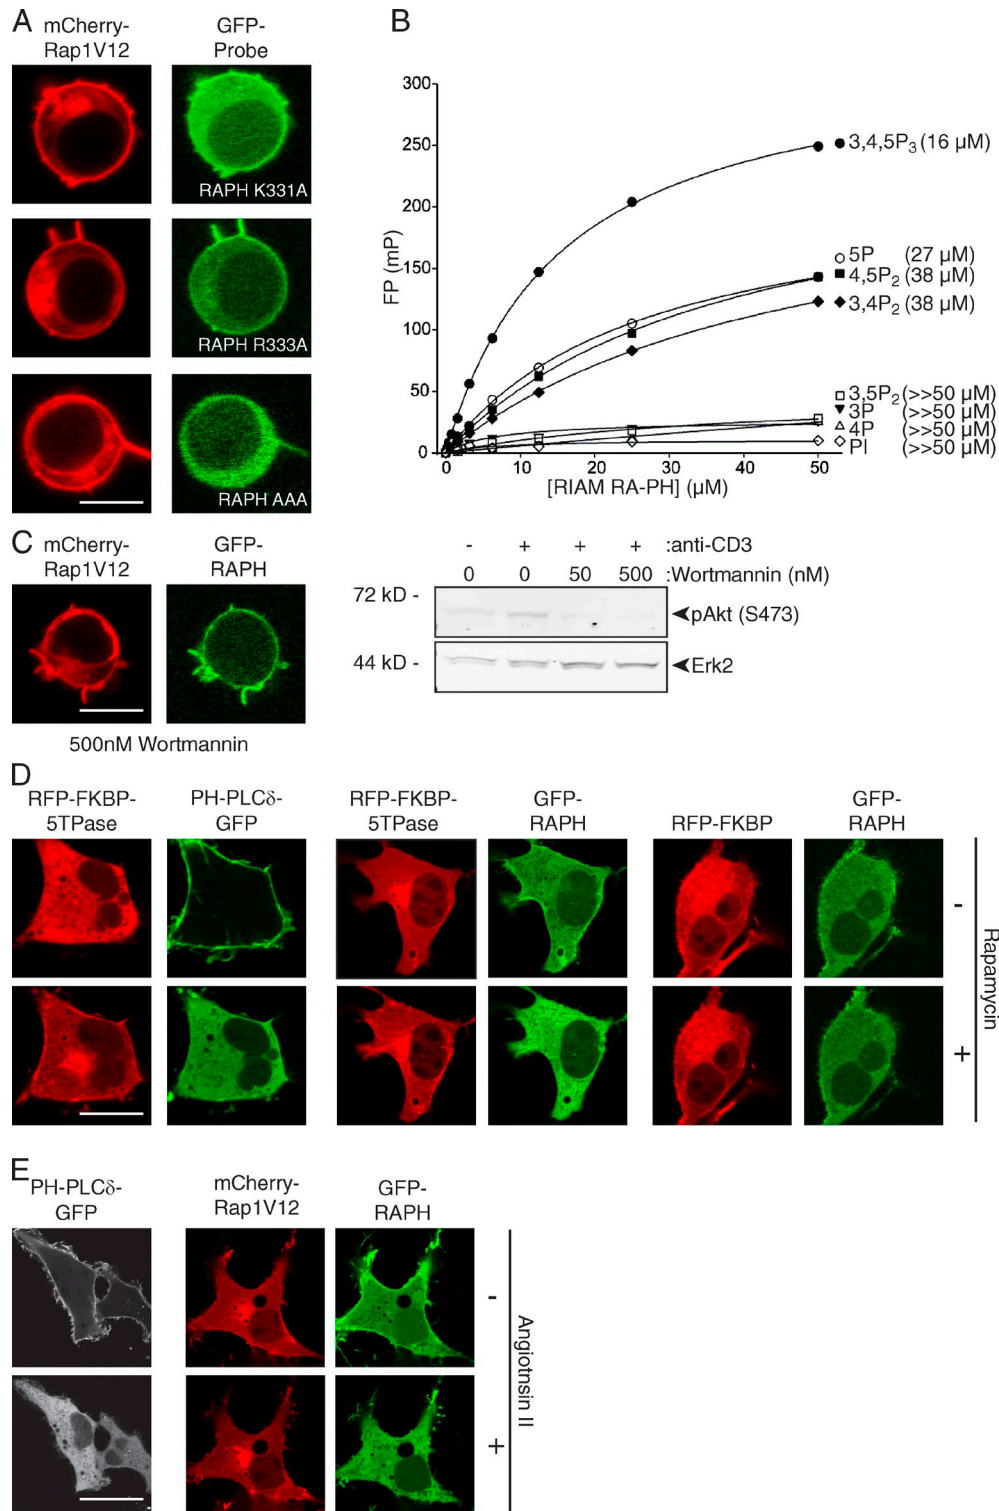 A
mCherry-
Rap1V12
GFP-
Probe
RAPH K331A
RAPH R333A
RAPH AAA
B
300
250
200
150
100
50
0
FP (mP)
0
10
20
30
40
50
[RIAM RA-PH] (µM)
3,4,5P3 (16 µM)
5P (27 µM)
4,5P2 (38 µM)
3,4P2 (38 µM)
3,5P2 (>>50 µM)
3P (>>50 µM)
4P (>>50 µM)
PI (>>50 µM)
C
mCherry-
Rap1V12
GFP-
RAPH
500nM Wortmannin
- + + + :anti-CD3
0 0 50 500 :Wortmannin (nM)
72 kD -
pAkt (S473)
44 kD -
Erk2
D
RFP-FKBP-
5TPase
PH-PLCδ-
GFP
RFP-FKBP-
5TPase
GFP-
RAPH
RFP-FKBP
GFP-
RAPH
-
+
Rapamycin
E
PH-PLCδ-
GFP
mCherry-
Rap1V12
GFP-
RAPH
-
+
Angiotnsin II